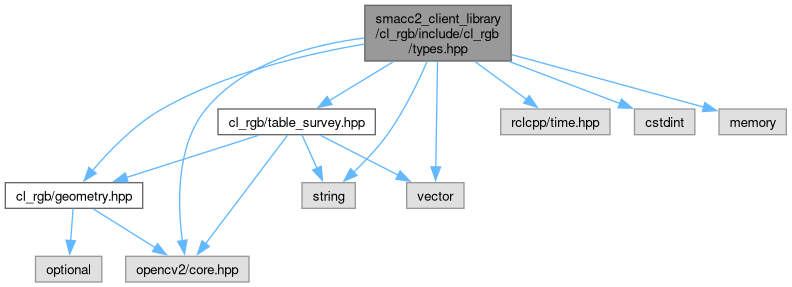 smacc2_client_library
/cl_rgb/include/cl_rgb
/types.hpp
cl_rgb/table_survey.hpp
rclcpp/time.hpp
cstdint
memory
cl_rgb/geometry.hpp
string
vector
optional
opencv2/core.hpp